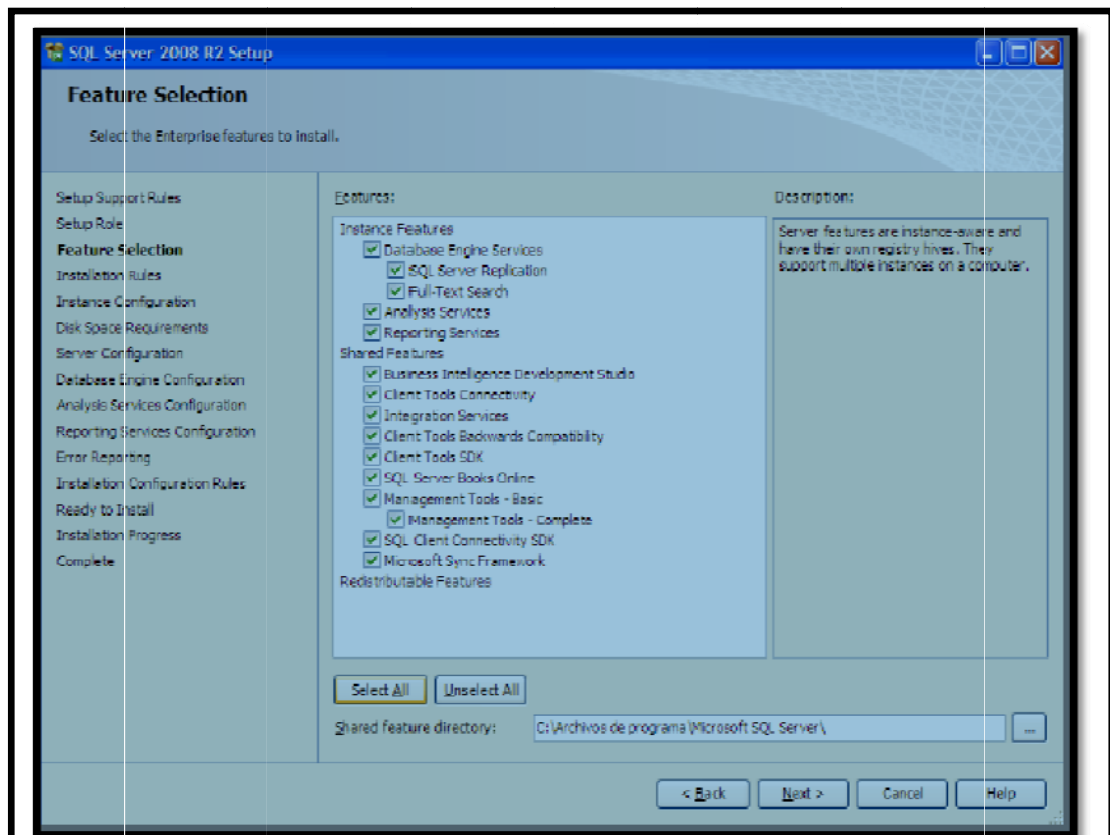 SQL Server 2008 R2 Setup
Feature Selection
Select the Enterprise features to install.
Setup Support Rules
Setup Role
Feature Selection
Installation Rules
Instance Configuration
Disk Space Requirements
Server Configuration
Database Engine Configuration
Analysis Services Configuration
Reporting Services Configuration
Error Reporting
Installation Configuration Rules
Ready to Install
Installation Progress
Complete
Features:
Instance Features
Database Engine Services
SQL Server Replication
Full-Text Search
Analysis Services
Reporting Services
Shared Features
Business Intelligence Development Studio
Client Tools Connectivity
Integration Services
Client Tools Backwards Compatibility
Client Tools SDK
SQL Server Books Online
Management Tools - Basic
Management Tools - Complete
SQL Client Connectivity SDK
Microsoft Sync Framework
Redistributable Features
Description:
Server features are instance-aware and
have their own registry hives. They
support multiple instances on a computer.
Select All
Unselect All
Shared feature directory:
C:\Archivos de programa\Microsoft SQL Server\
...
< Back
Next >
Cancel
Help